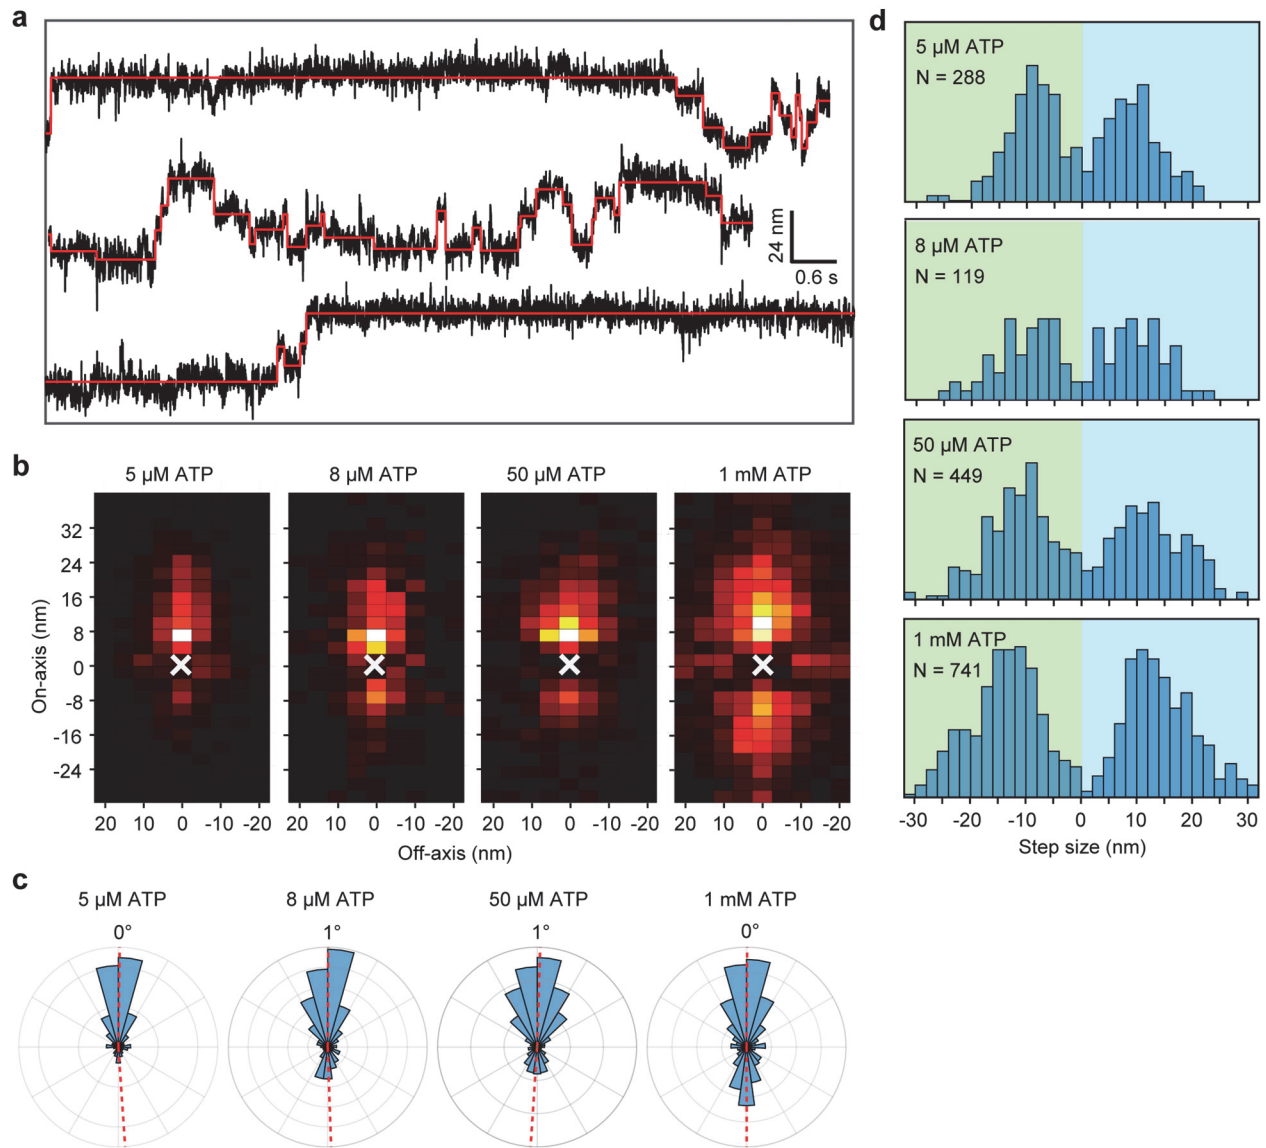 a
24 nm
0.6 s
b
5 µM ATP
8 µM ATP
50 µM ATP
1 mM ATP
On-axis (nm)
32
24
16
8
0
-8
-16
-24
20 10 0 -10 -20
20 10 0 -10 -20
20 10 0 -10 -20
20 10 0 -10 -20
Off-axis (nm)
c
5 µM ATP
8 µM ATP
50 µM ATP
1 mM ATP
0°
1°
1°
0°
d
5 µM ATP
N = 288
8 µM ATP
N = 119
50 µM ATP
N = 449
1 mM ATP
N = 741
-30 -20 -10 0 10 20 30
Step size (nm)